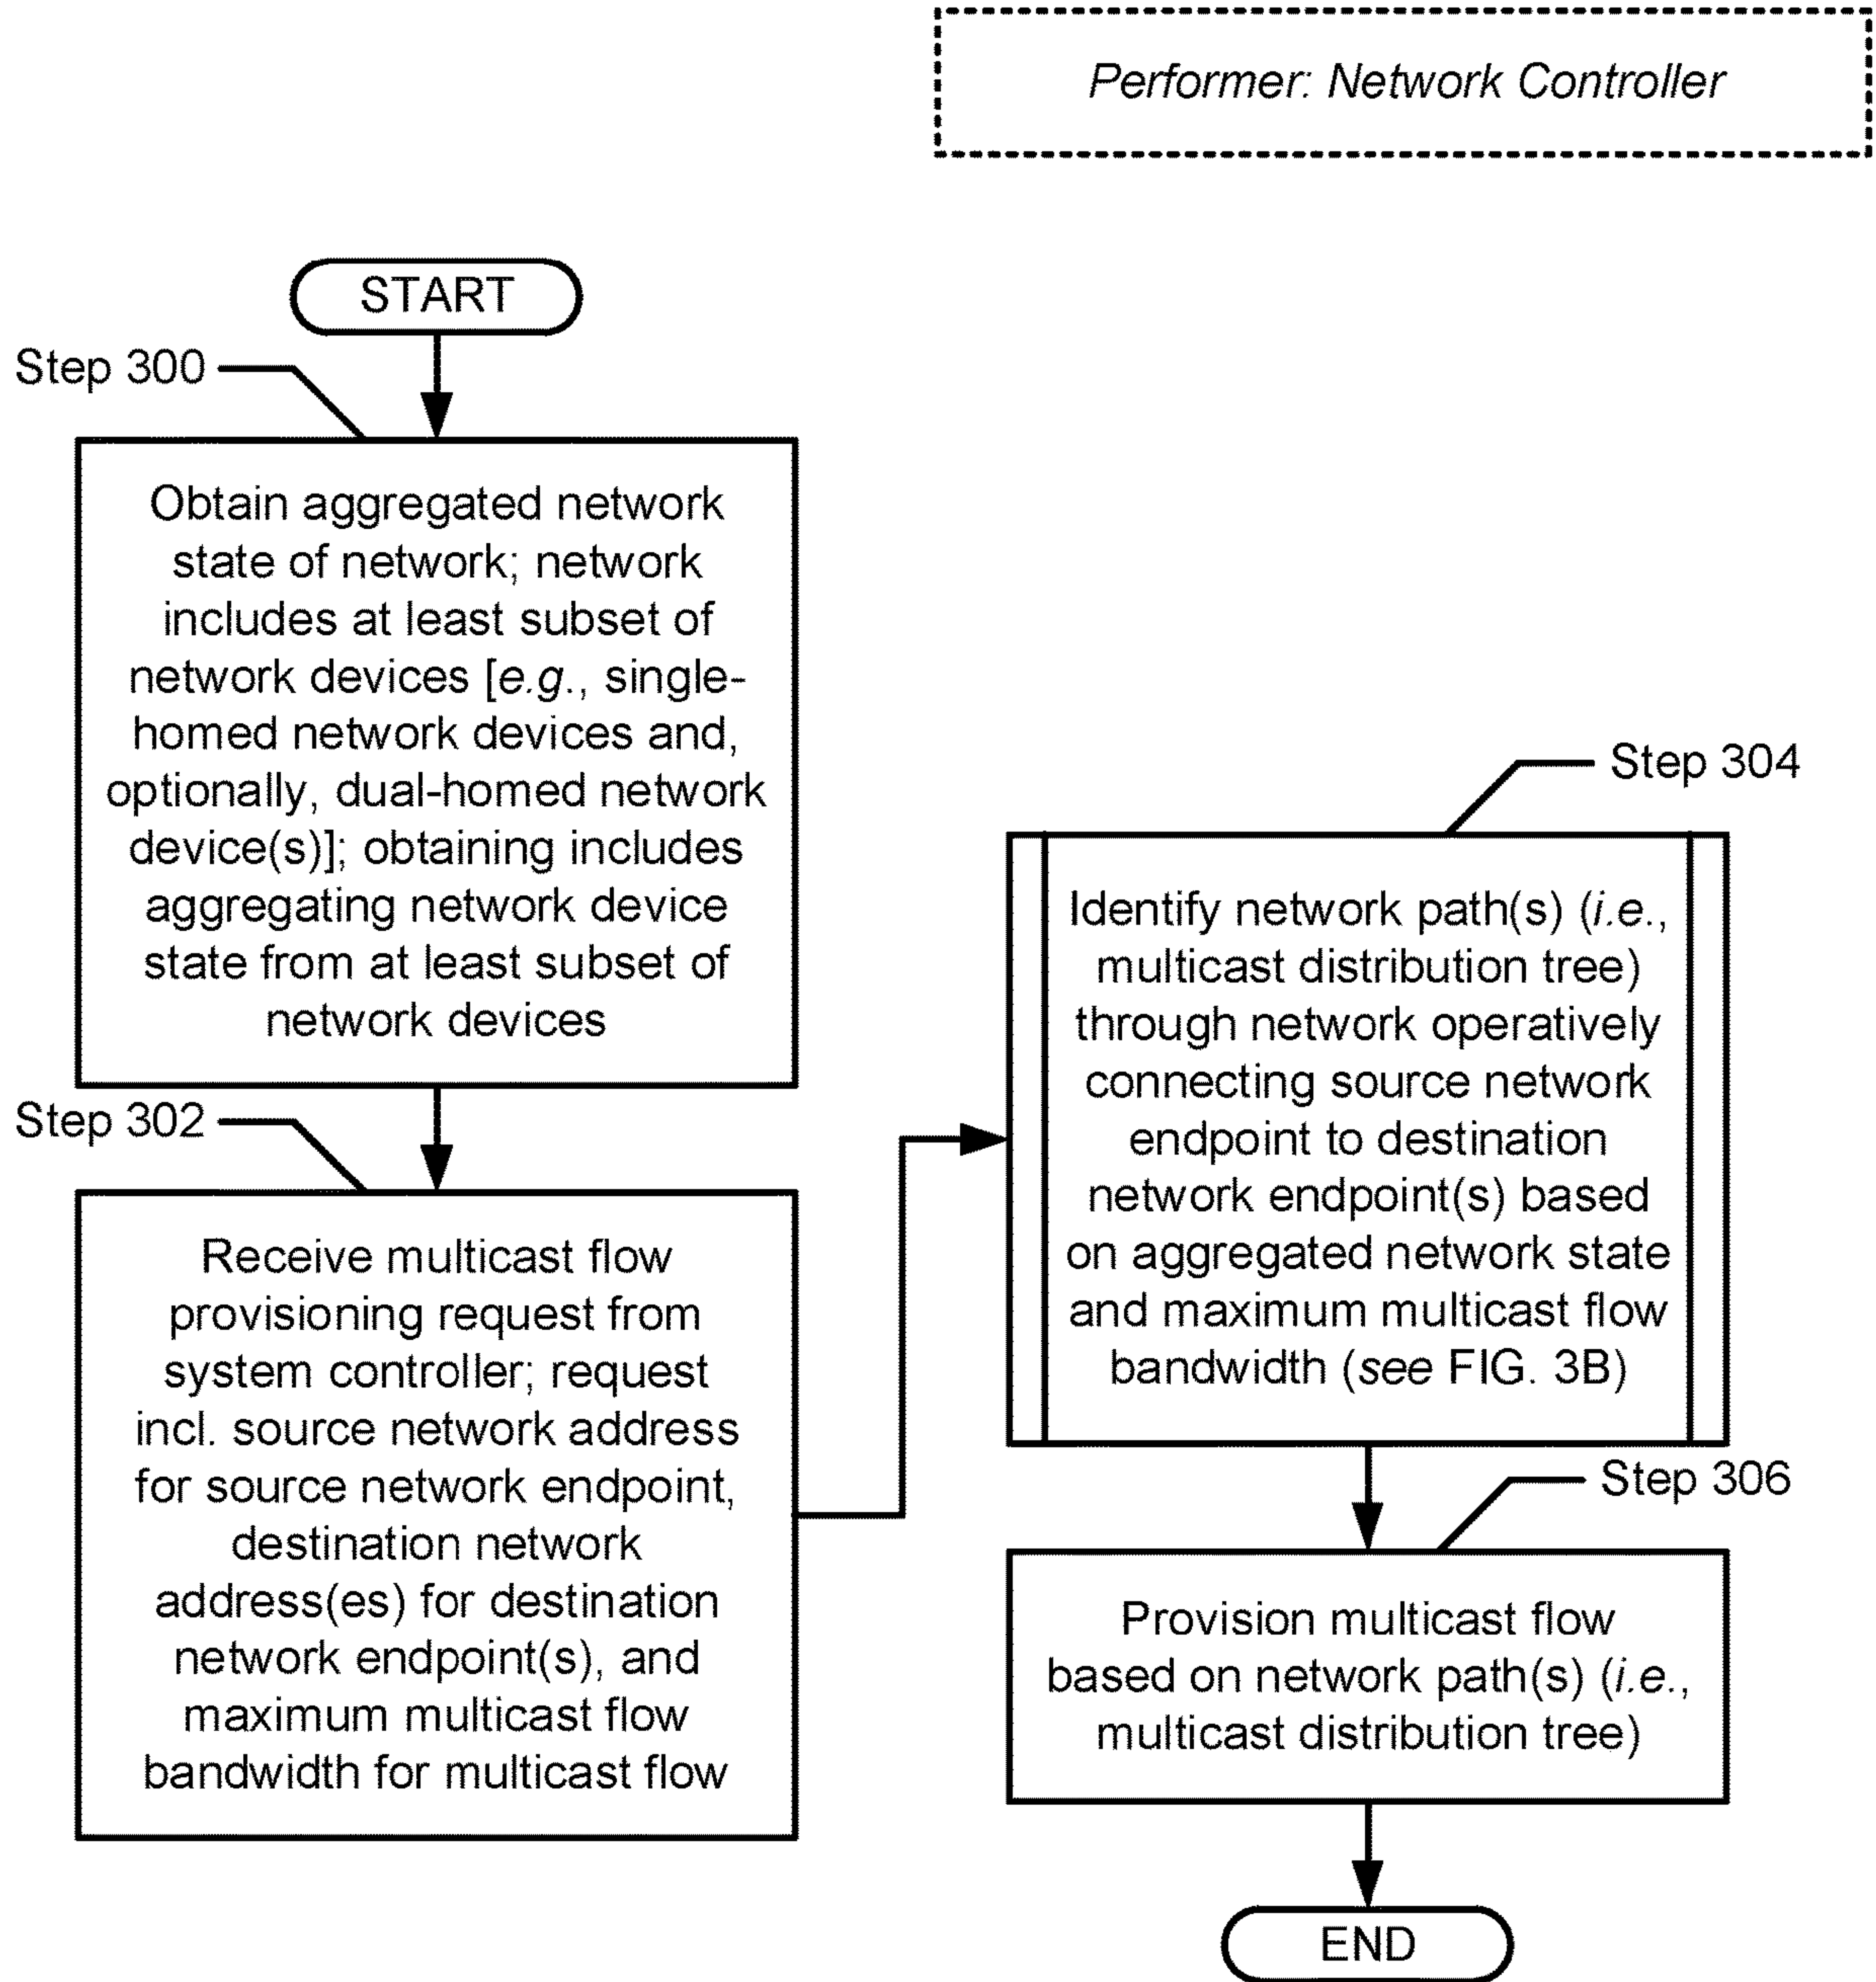 Performer: Network Controller
START
Step 300
Obtain aggregated network
state of network; network
includes at least subset of
network devices [e.g., single-
homed network devices and,
optionally, dual-homed network
device(s)]; obtaining includes
aggregating network device
state from at least subset of
network devices
Step 302
Receive multicast flow
provisioning request from
system controller; request
incl. source network address
for source network endpoint,
destination network
address(es) for destination
network endpoint(s), and
maximum multicast flow
bandwidth for multicast flow
Step 304
Identify network path(s) (i.e.,
multicast distribution tree)
through network operatively
connecting source network
endpoint to destination
network endpoint(s) based
on aggregated network state
and maximum multicast flow
bandwidth (see FIG. 3B)
Step 306
Provision multicast flow
based on network path(s) (i.e.,
multicast distribution tree)
END